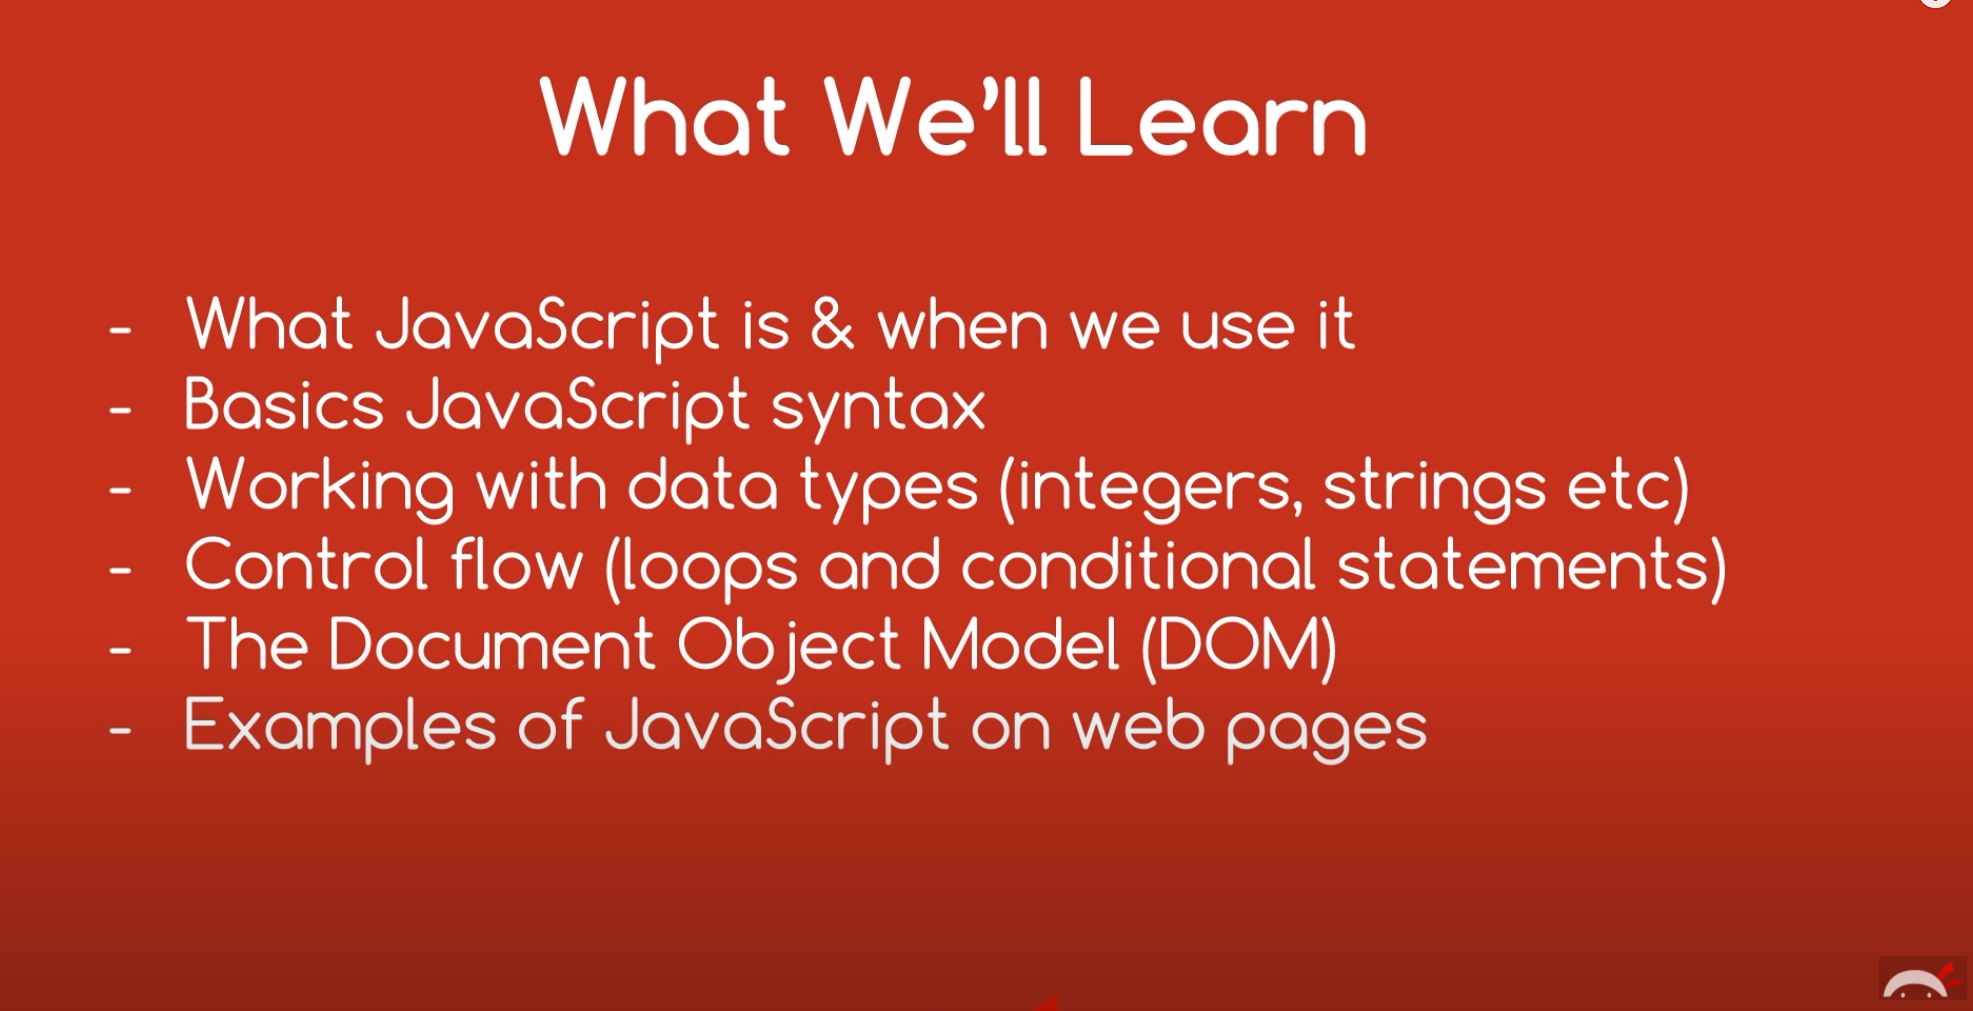 What We’ll Learn
- What JavaScript is & when we use it
- Basics JavaScript syntax
- Working with data types (integers, strings etc)
- Control flow (loops and conditional statements)
- The Document Object Model (DOM)
- Examples of JavaScript on web pages